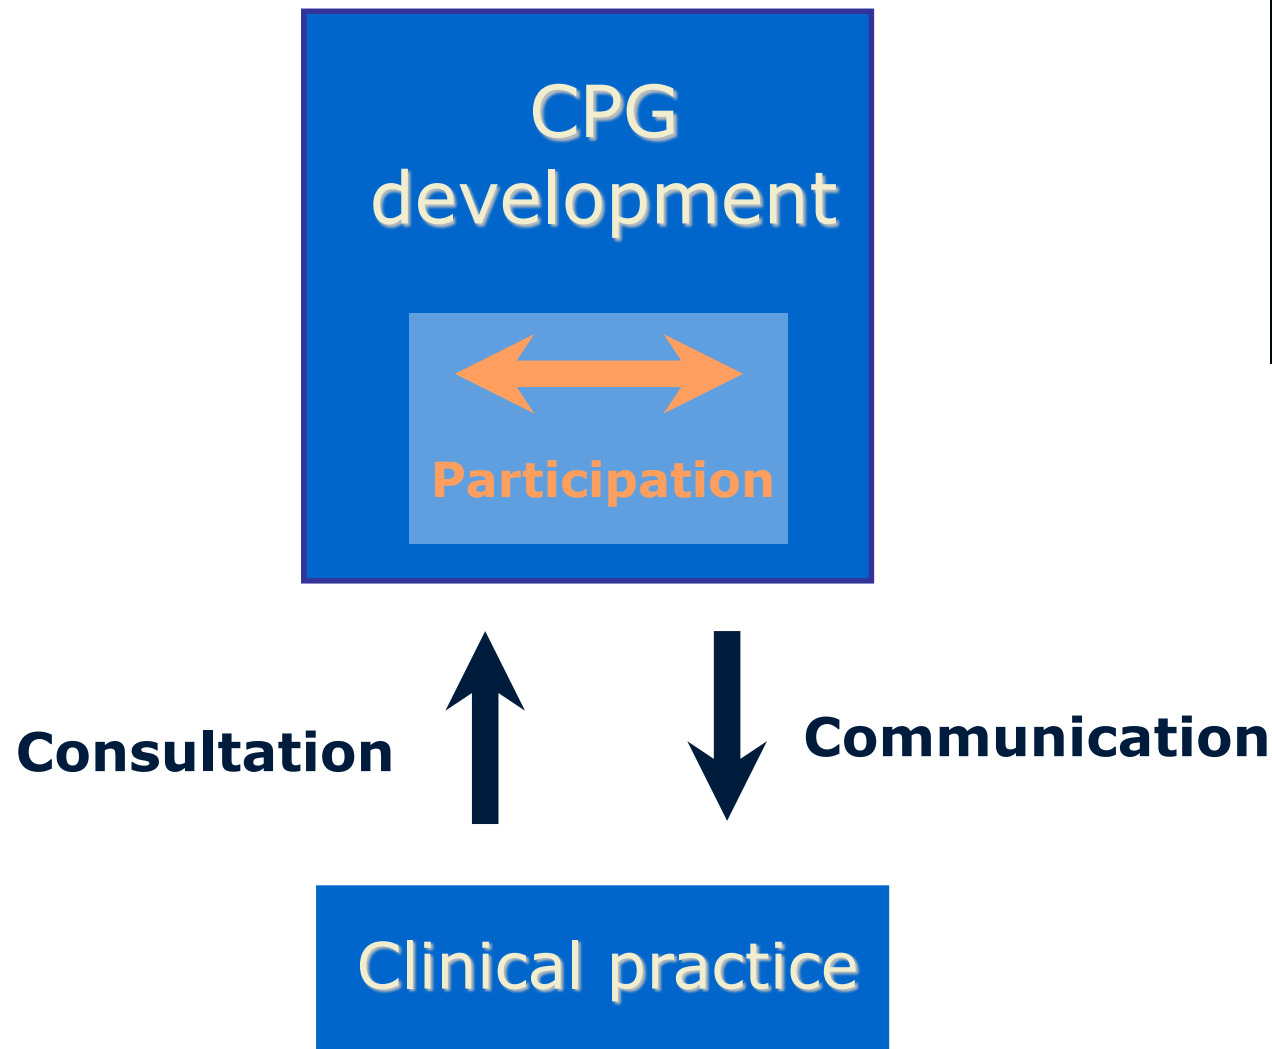 CPG
development
Participation
Consultation
Communication
Clinical practice